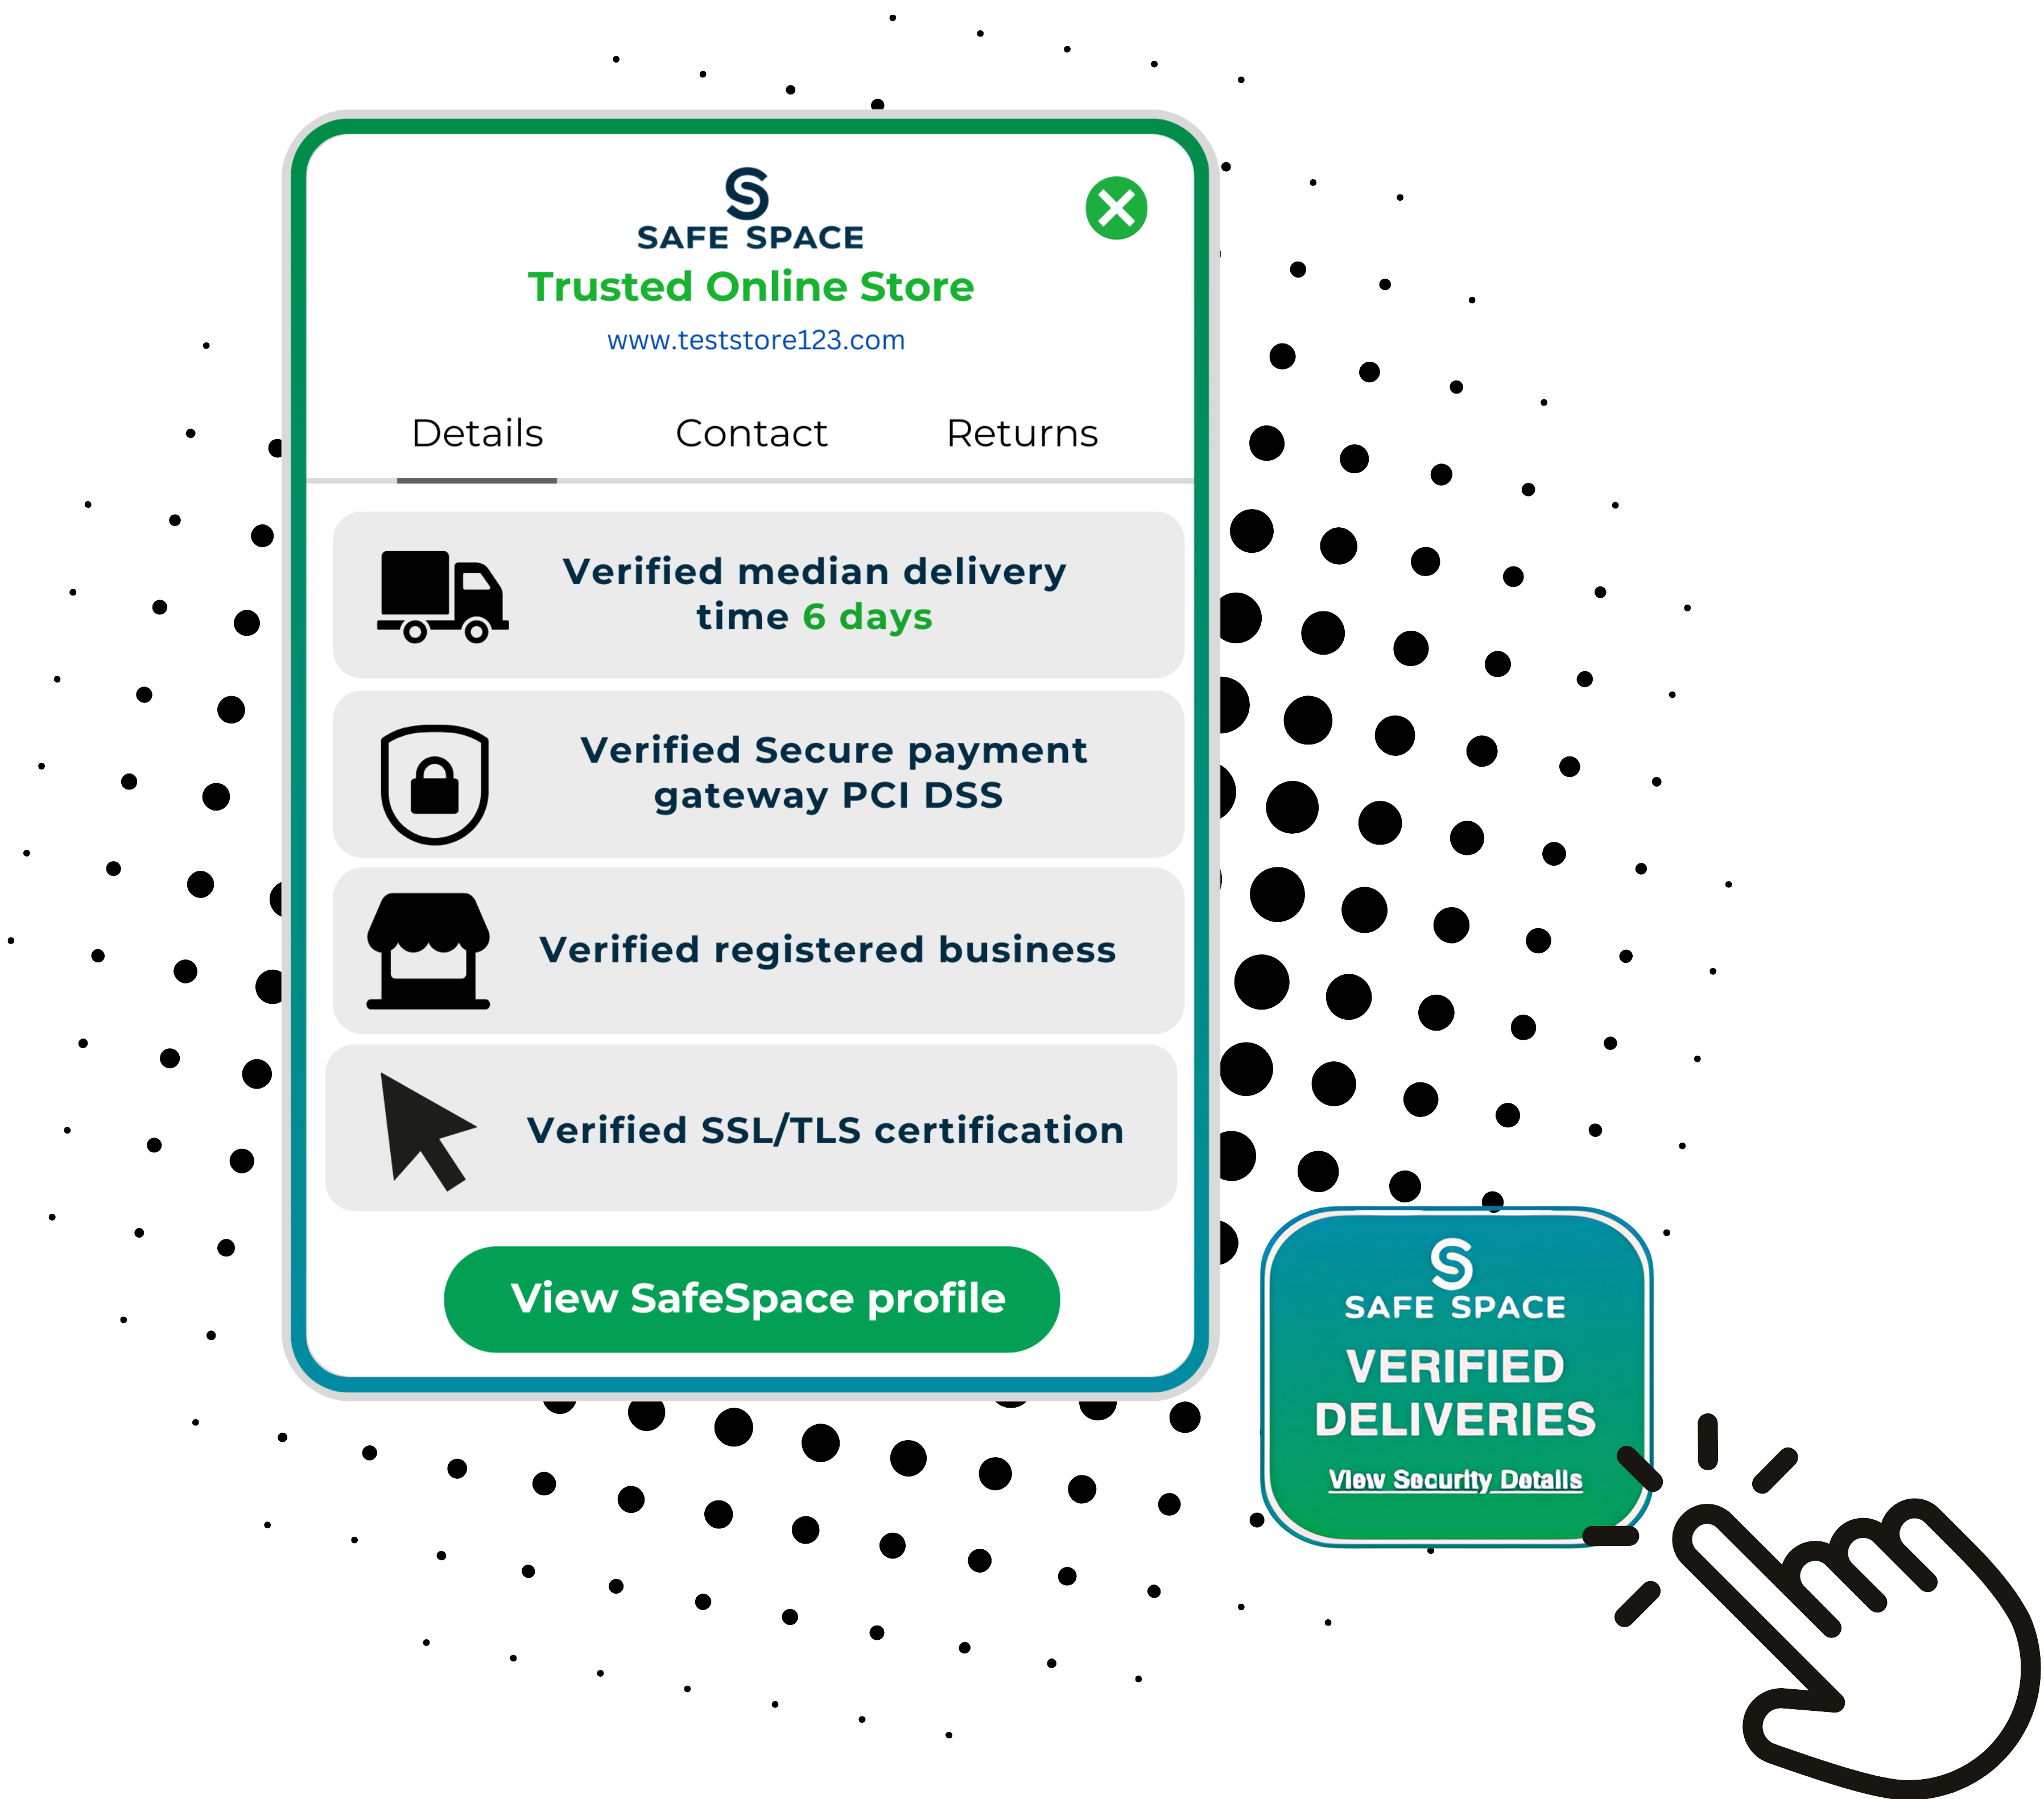 SAFE SPACE
Trusted Online Store
www.teststore123.com
Details
Contact
Returns
Verified median delivery
time 6 days
Verified Secure payment
gateway PCI DSS
Verified registered business
Verified SSL/TLS certification
View SafeSpace profile
SAFE SPACE
VERIFIED
DELIVERIES
View Security Details